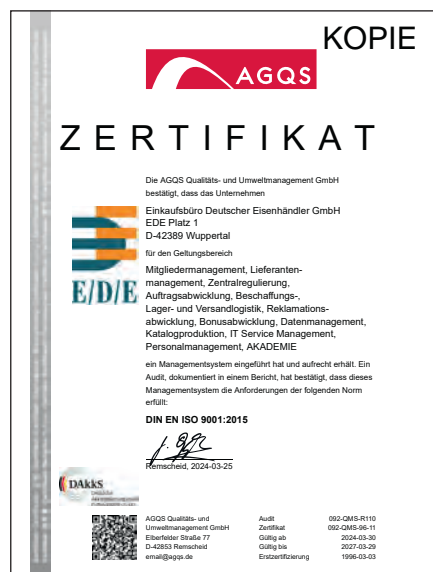 KOPIE
AGQS
ZERTIFIKAT
Die AGQS Qualitäts- und Umweltmanagement GmbH
bestätigt, dass das Unternehmen
Einkaufsbüro Deutscher Eisenhändler GmbH
EDE Platz 1
D-42389 Wuppertal
für den Geltungsbereich
E/D/E
Mitgliedermanagement, Lieferanten-
management, Zentralregulierung,
Auftragsabwicklung, Beschaffungs-,
Lager- und Versandlogistik, Reklamations-
abwicklung, Bonusabwicklung, Datenmanagement,
Katalogproduktion, IT Service Management,
Personalmanagement, AKADEMIE
ein Managementsystem eingeführt hat und aufrecht erhält. Ein
Audit, dokumentiert in einem Bericht, hat bestätigt, dass dieses
Managementsystem die Anforderungen der folgenden Norm
erfüllt:
DIN EN ISO 9001:2015
Remscheid, 2024-03-25
DAkkS
AGQS Qualitäts- und Audit 092-QMS-R110
Umweltmanagement GmbH Zertifikat 092-QMS-96-11
Elberfelder Straße 77 Gültig ab 2024-03-30
D-42853 Remscheid Gültig bis 2027-03-29
email@agqs.de Erstzertifizierung 1996-03-03